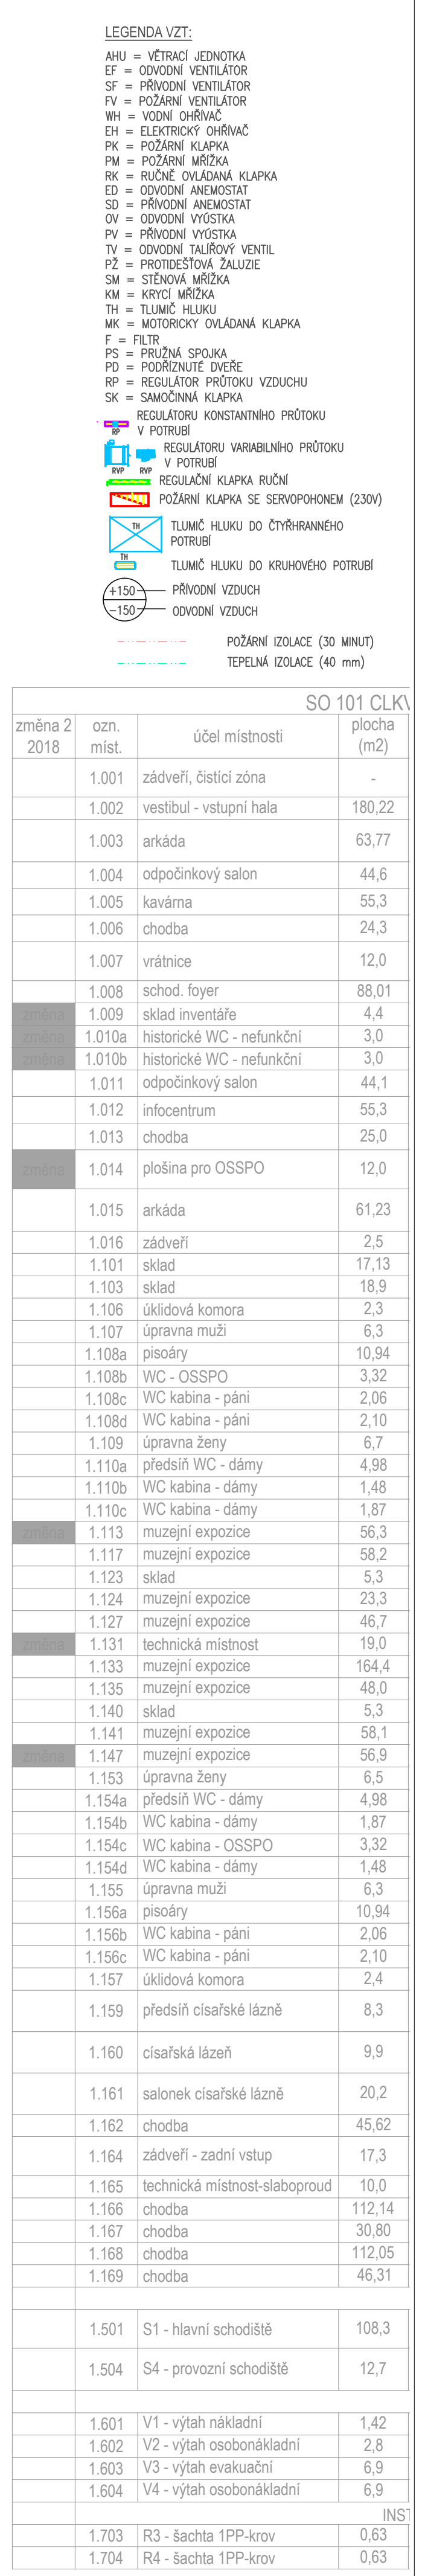 LEGENDA VZT:
AHU = VĚTRACÍ JEDNOTKA
EF = ODVODNÍ VENTILÁTOR
SF = PŘÍVODNÍ VENTILÁTOR
FV = POŽÁRNÍ VENTILÁTOR
WH = VODNÍ OHŘÍVAČ
EH = ELEKTRICKÝ OHŘÍVAČ
PK = POŽÁRNÍ KLAPKA
PM = POŽÁRNÍ MŘÍŽKA
RK = RUČNĚ OVLÁDANÁ KLAPKA
ED = ODVODNÍ ANEMOSTAT
SD = PŘÍVODNÍ ANEMOSTAT
OV = ODVODNÍ VYÚSTKA
PV = PŘÍVODNÍ VYÚSTKA
TV = ODVODNÍ TALÍŘOVÝ VENTIL
PŽ = PROTIDEŠŤOVÁ ŽALUZIE
SM = STĚNOVÁ MŘÍŽKA
KM = KRYCÍ MŘÍŽKA
TH = TLUMIČ HLUKU
MK = MOTORICKY OVLÁDANÁ KLAPKA
F = FILTR
PS = PRUŽNÁ SPOJKA
PD = PODŘÍZNUTÉ DVEŘE
RP = REGULÁTOR PRŮTOKU VZDUCHU
SK = SAMOČINNÁ KLAPKA
REGULÁTORU KONSTANTNÍHO PRŮTOKU
RP V POTRUBÍ
REGULÁTORU VARIABILNÍHO PRŮTOKU
RVP RVP V POTRUBÍ
REGULAČNÍ KLAPKA RUČNÍ
POŽÁRNÍ KLAPKA SE SERVOPOHONEM (230V)
TH TLUMIČ HLUKU DO ČTYŘHRANNÉHO
POTRUBÍ
TH TLUMIČ HLUKU DO KRUHOVÉHO POTRUBÍ
+150 PŘÍVODNÍ VZDUCH
-150 ODVODNÍ VZDUCH
POŽÁRNÍ IZOLACE (30 MINUT)
TEPELNÁ IZOLACE (40 mm)
SO 101 CLKV
změna 2 2018 ozn. míst. účel místnosti plocha (m2)
1.001 zádveří, čistící zóna -
1.002 vestibul - vstupní hala 180,22
1.003 arkáda 63,77
1.004 odpočinkový salon 44,6
1.005 kavárna 55,3
1.006 chodba 24,3
1.007 vrátnice 12,0
1.008 schod. foyer 88,01
změna 1.009 sklad inventáře 4,4
změna 1.010a historické WC - nefunkční 3,0
změna 1.010b historické WC - nefunkční 3,0
1.011 odpočinkový salon 44,1
1.012 infocentrum 55,3
1.013 chodba 25,0
změna 1.014 plošina pro OSSPO 12,0
1.015 arkáda 61,23
1.016 zádveří 2,5
1.101 sklad 17,13
1.103 sklad 18,9
1.106 úklidová komora 2,3
1.107 úpravna muži 6,3
1.108a pisoáry 10,94
1.108b WC - OSSPO 3,32
1.108c WC kabina - páni 2,06
1.108d WC kabina - páni 2,10
1.109 úpravna ženy 6,7
1.110a předsíň WC - dámy 4,98
1.110b WC kabina - dámy 1,48
1.110c WC kabina - dámy 1,87
změna 1.113 muzejní expozice 56,3
1.117 muzejní expozice 58,2
1.123 sklad 5,3
1.124 muzejní expozice 23,3
1.127 muzejní expozice 46,7
změna 1.131 technická místnost 19,0
1.133 muzejní expozice 164,4
1.135 muzejní expozice 48,0
1.140 sklad 5,3
1.141 muzejní expozice 58,1
změna 1.147 muzejní expozice 56,9
1.153 úpravna ženy 6,5
1.154a předsíň WC - dámy 4,98
1.154b WC kabina - dámy 1,87
1.154c WC kabina - OSSPO 3,32
1.154d WC kabina - dámy 1,48
1.155 úpravna muži 6,3
1.156a pisoáry 10,94
1.156b WC kabina - páni 2,06
1.156c WC kabina - páni 2,10
1.157 úklidová komora 2,4
1.159 předsíň císařské lázně 8,3
1.160 císařská lázeň 9,9
1.161 salonek císařské lázně 20,2
1.162 chodba 45,62
1.164 zádveří - zadní vstup 17,3
1.165 technická místnost-slaboproud 10,0
1.166 chodba 112,14
1.167 chodba 30,80
1.168 chodba 112,05
1.169 chodba 46,31
1.501 S1 - hlavní schodiště 108,3
1.504 S4 - provozní schodiště 12,7
1.601 V1 - výtah nákladní 1,42
1.602 V2 - výtah osobonákladní 2,8
1.603 V3 - výtah evakuační 6,9
1.604 V4 - výtah osobonákladní 6,9
INST
1.703 R3 - šachta 1PP-krov 0,63
1.704 R4 - šachta 1PP-krov 0,63